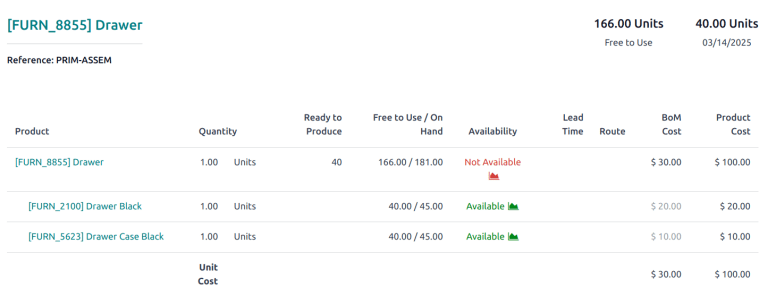 [FURN_8855] Drawer
166.00 Units 40.00 Units
Free to Use 03/14/2025
Reference: PRIM-ASSEM
Product Quantity Ready to Produce Free to Use / On Hand Availability Lead Time Route BoM Cost Product Cost
[FURN_8855] Drawer 1.00 Units 40 166.00 / 181.00 Not Available $ 30.00 $ 100.00
[FURN_2100] Drawer Black 1.00 Units 40.00 / 45.00 Available $ 20.00 $ 20.00
[FURN_5623] Drawer Case Black 1.00 Units 40.00 / 45.00 Available $ 10.00 $ 10.00
Unit Cost $ 30.00 $ 100.00